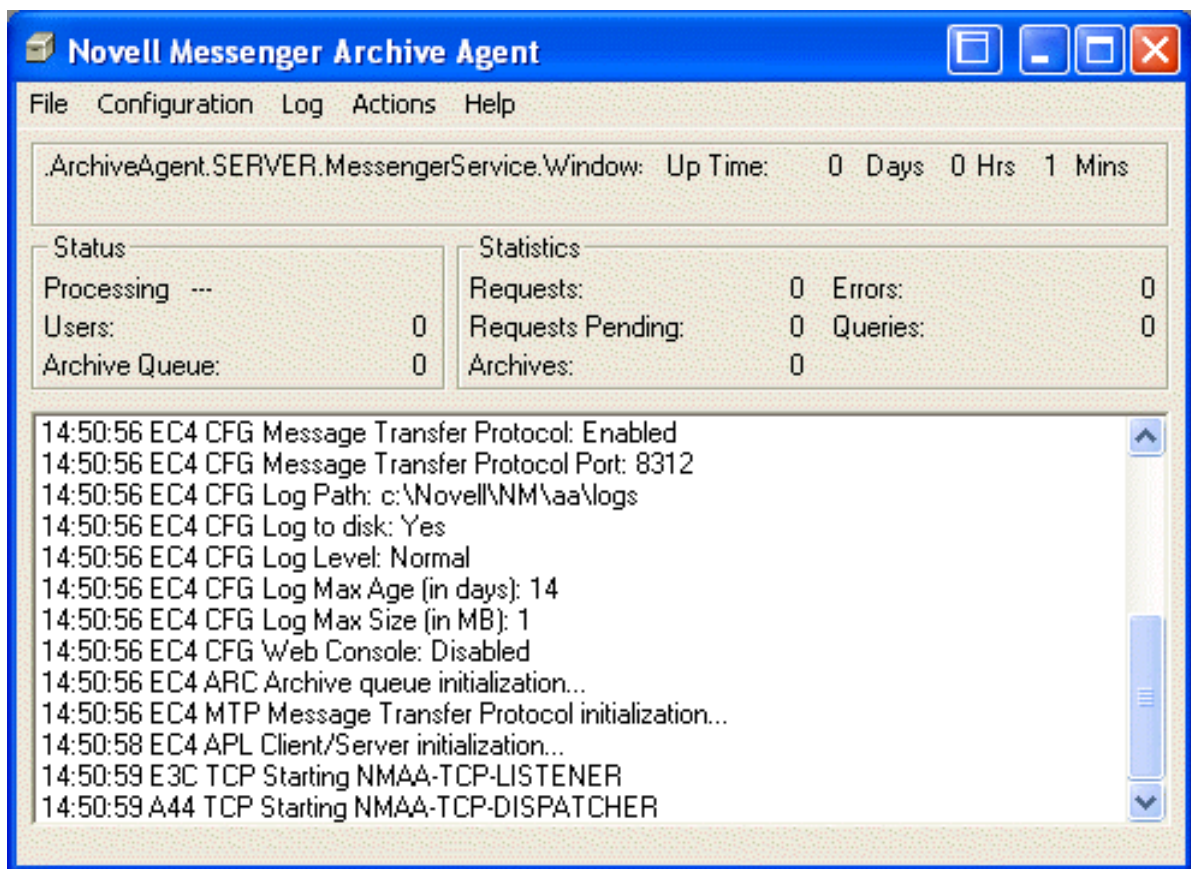 Novell Messenger Archive Agent
File Configuration Log Actions Help
.ArchiveAgent.SERVER.MessengerService.Window: Up Time: 0 Days 0 Hrs 1 Mins
Status
Processing ---
Users: 0
Archive Queue: 0
Statistics
Requests: 0 Errors: 0
Requests Pending: 0 Queries: 0
Archives: 0
14:50:56 EC4 CFG Message Transfer Protocol: Enabled
14:50:56 EC4 CFG Message Transfer Protocol Port: 8312
14:50:56 EC4 CFG Log Path: c:\Novell\NM\aa\logs
14:50:56 EC4 CFG Log to disk: Yes
14:50:56 EC4 CFG Log Level: Normal
14:50:56 EC4 CFG Log Max Age (in days): 14
14:50:56 EC4 CFG Log Max Size (in MB): 1
14:50:56 EC4 CFG Web Console: Disabled
14:50:56 EC4 ARC Archive queue initialization...
14:50:56 EC4 MTP Message Transfer Protocol initialization...
14:50:58 EC4 APL Client/Server initialization...
14:50:59 E3C TCP Starting NMAA-TCP-LISTENER
14:50:59 A44 TCP Starting NMAA-TCP-DISPATCHER